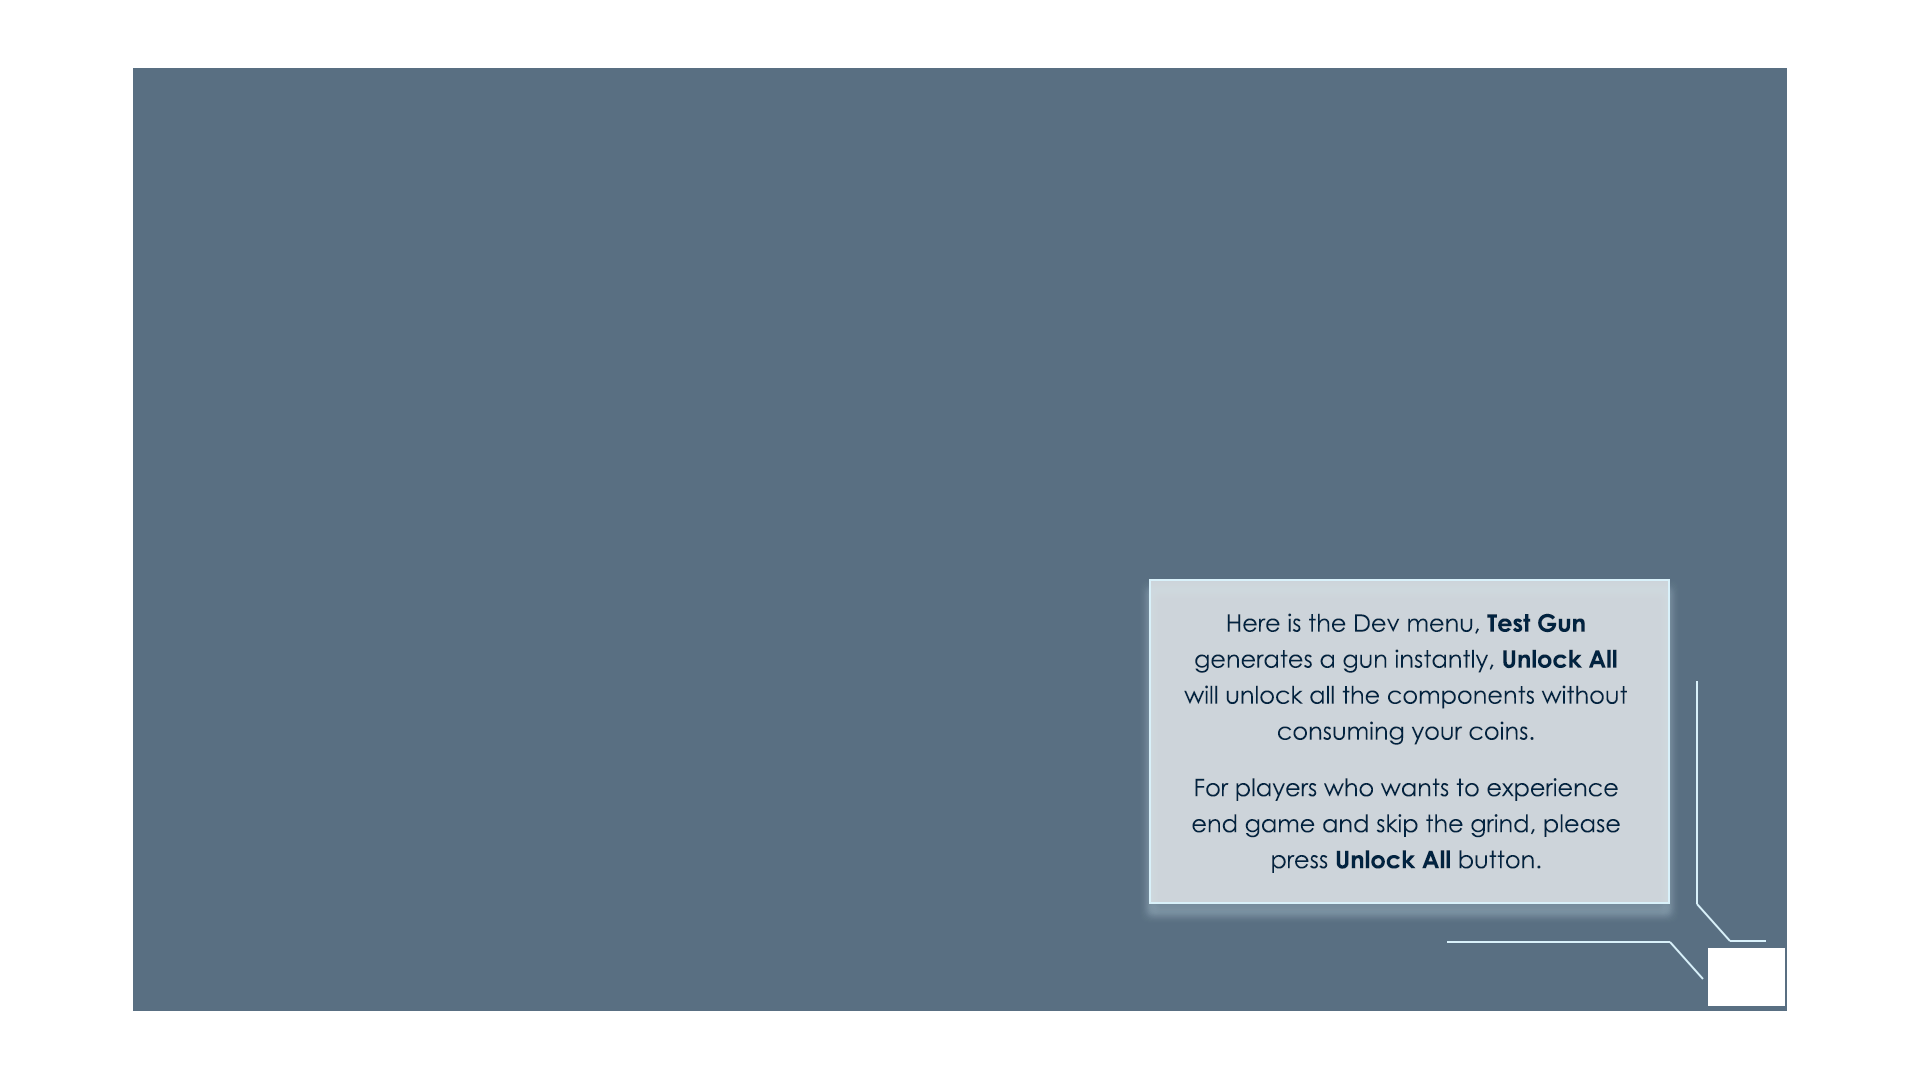 Here is the Dev menu, Test Gun
generates a gun instantly, Unlock All
will unlock all the components without
consuming your coins.
For players who wants to experience
end game and skip the grind, please
press Unlock All button.